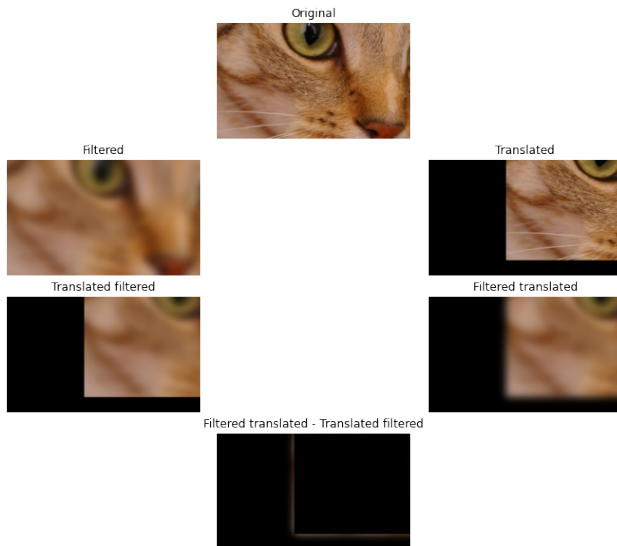 Original
Filtered
Translated
Translated filtered
Filtered translated
Filtered translated - Translated filtered